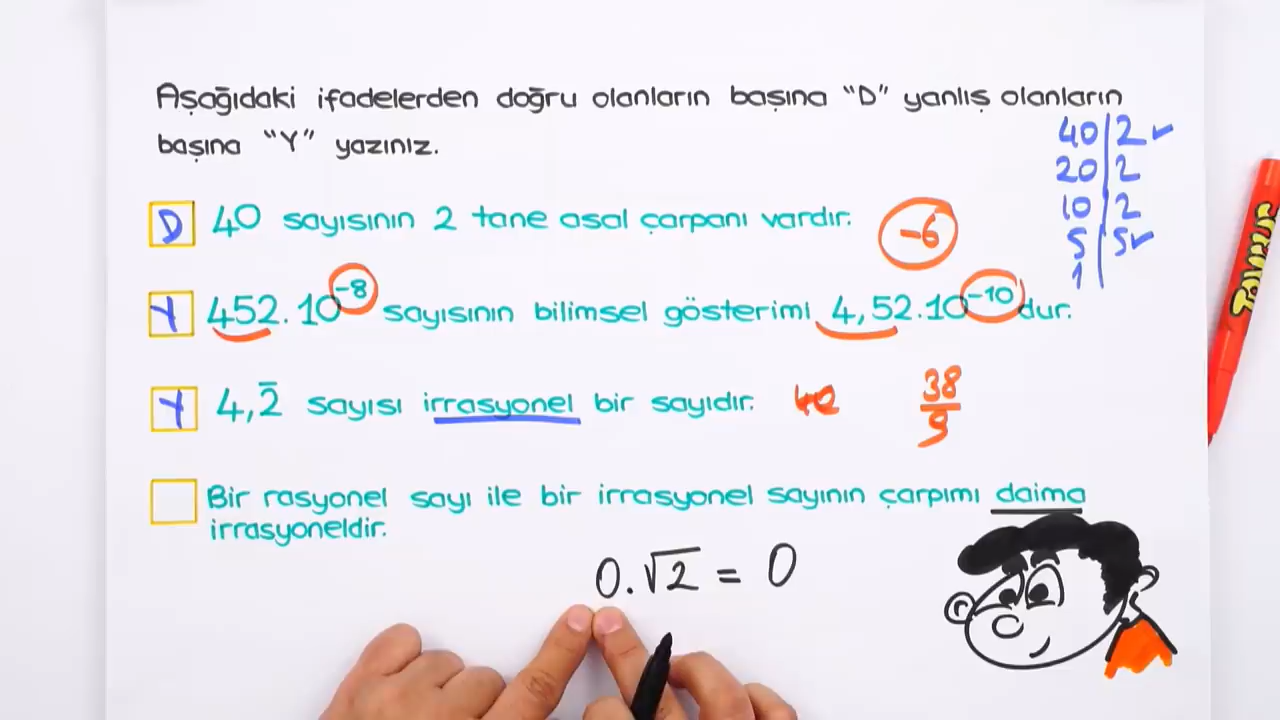 Aşağıdaki ifadelerden doğru olanların başına “D” yanlış olanların
başına “Y” yazınız.
40 | 2 ✓
20 | 2
10 | 2
5 | 5 ✓
1
D 40 sayısının 2 tane asal çarpanı vardır. -6
Y 452.10⁻⁸ sayısının bilimsel gösterimi 4,52.10⁻¹⁰ dur.
Y 4,2̄ sayısı irrasyonel bir sayıdır. 38/9
Bir rasyonel sayı ile bir irrasyonel sayının çarpımı daima
irrasyoneldir.
0.√2 = 0